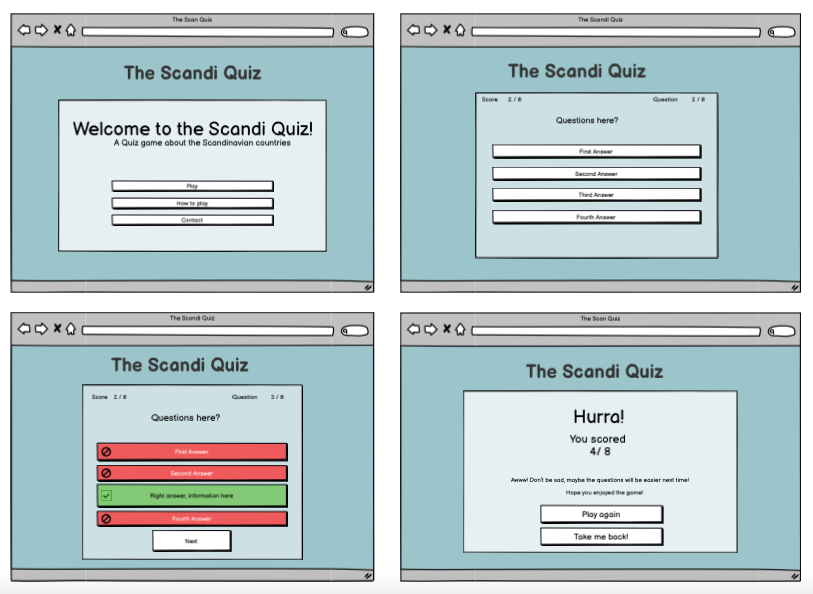 The Scan Quiz
The Scandi Quiz
Welcome to the Scandi Quiz!
A Quiz game about the Scandinavian countries
Play
How to play
Contact
The Scandi Quiz
The Scandi Quiz
Score 2 / 8
Question 2 / 8
Questions here?
First Answer
Second Answer
Third Answer
Fourth Answer
The Scandi Quiz
The Scandi Quiz
Score 2 / 8
Question 3 / 8
Questions here?
First Answer
Second Answer
Right answer, information here
Fourth Answer
Next
The Scan Quiz
The Scandi Quiz
Hurra!
You scored
4/ 8
Awww! Don't be sad, maybe the questions will be easier next time!
Hope you enjoyed the game!
Play again
Take me back!